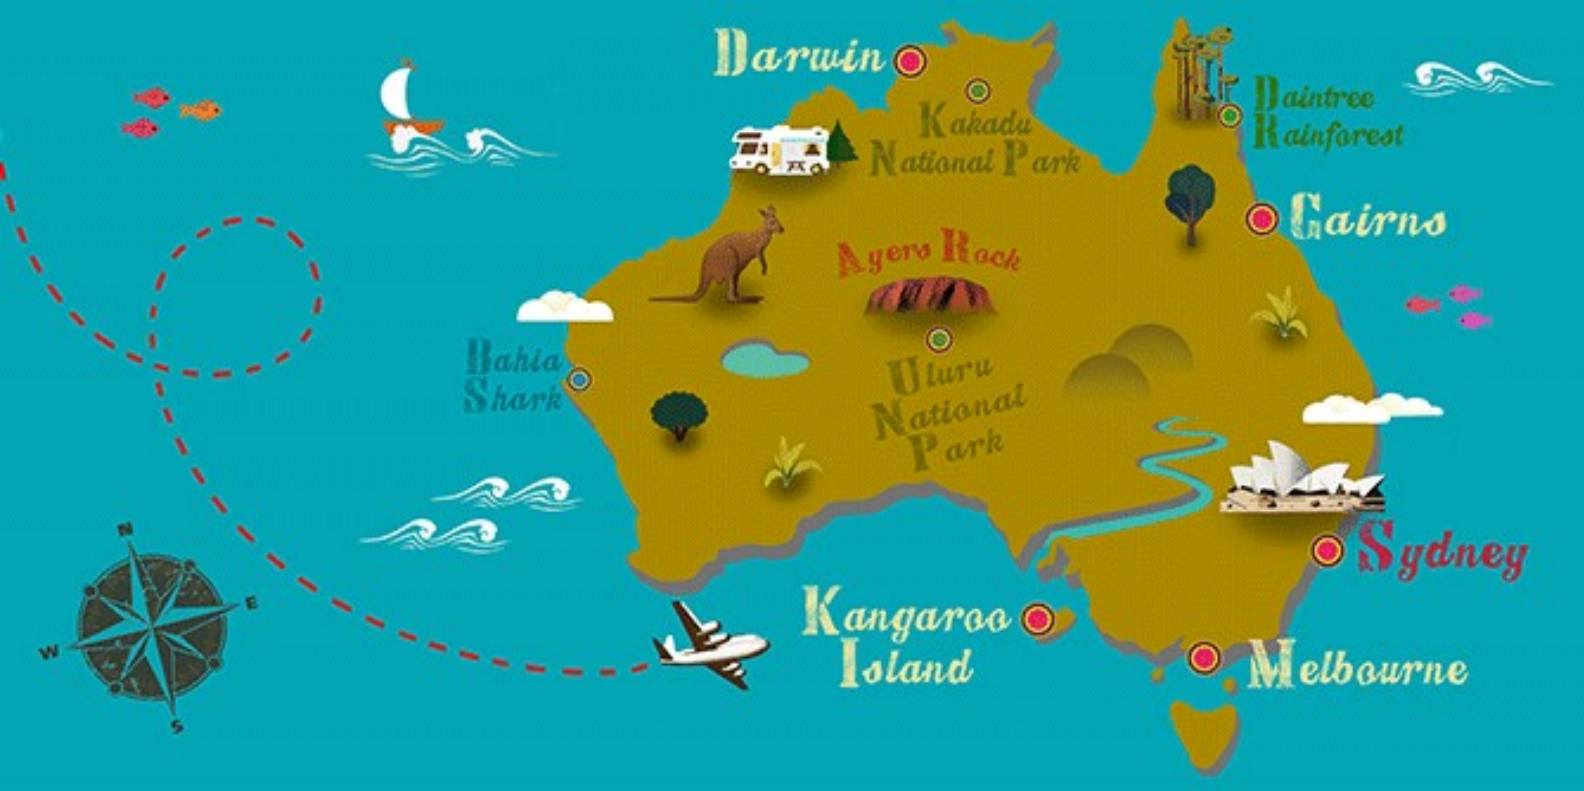 Darwin
Kakadu
National Park
Daintree
Rainforest
Cairns
Ayers Rock
Bahia
Shark
Uluru
National
Park
Sydney
Kangaroo
Island
Melbourne
N
E
W
S